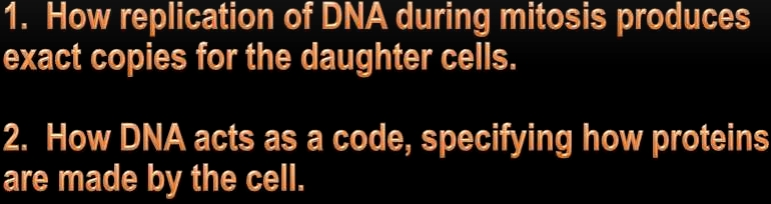 1. How replication of DNA during mitosis produces
exact copies for the daughter cells.
2. How DNA acts as a code, specifying how proteins
are made by the cell.